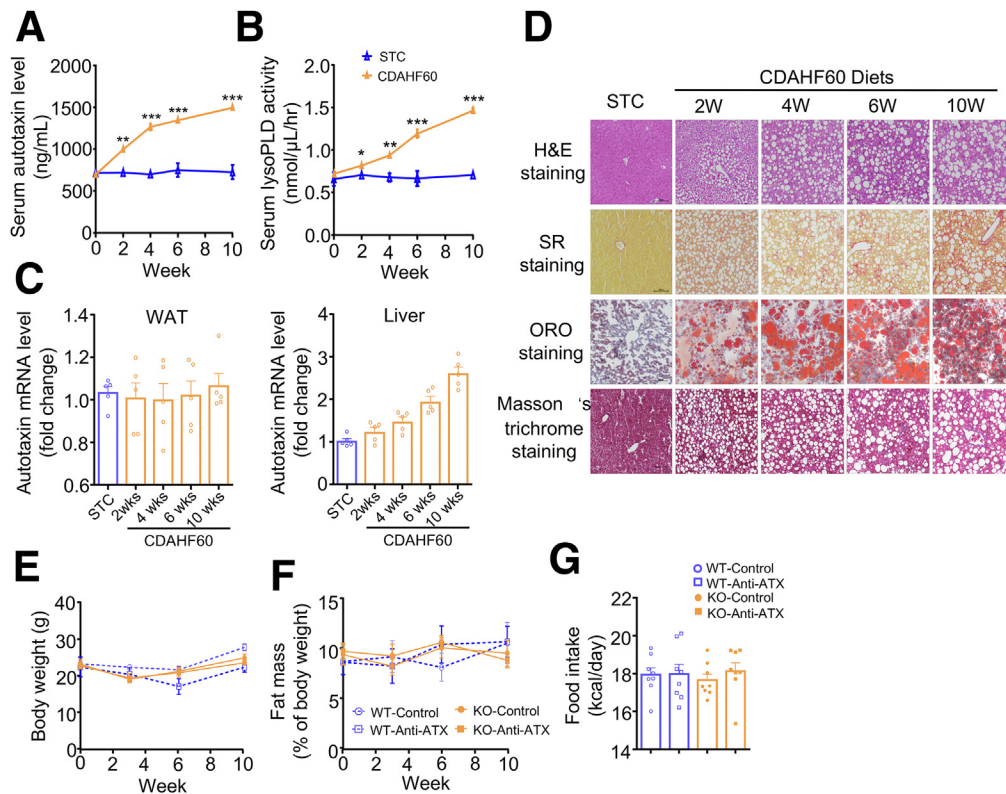 A
Serum autotaxin level
(ng/mL)
2000
1500
1000
500
0
**
***
***
***
0 2 4 6 8 10
Week
B
STC
CDAHF60
Serum lysoPLD activity
(nmol/μL/hr)
2.0
1.5
1.0
0.5
0.0
*
**
***
***
0 2 4 6 8 10
Week
C
WAT
Autotaxin mRNA level
(fold change)
1.4
1.2
1.0
0.8
0.6
STC
2wks
4 wks
6 wks
10 wks
CDAHF60
Liver
Autotaxin mRNA level
(fold change)
4
3
2
1
0
STC
2wks
4 wks
6 wks
10 wks
CDAHF60
D
CDAHF60 Diets
STC 2W 4W 6W 10W
H&E
staining
SR
staining
ORO
staining
Masson ‘s
trichrome
staining
E
Body weight (g)
40
30
20
10
0
0 2 4 6 8 10
Week
F
Fat mass
(% of body weight)
15
10
5
0
WT-Control KO-Control
WT-Anti-ATX KO-Anti-ATX
0 2 4 6 8 10
Week
G
WT-Control
WT-Anti-ATX
KO-Control
KO-Anti-ATX
Food intake
(kcal/day)
22
20
18
16
14